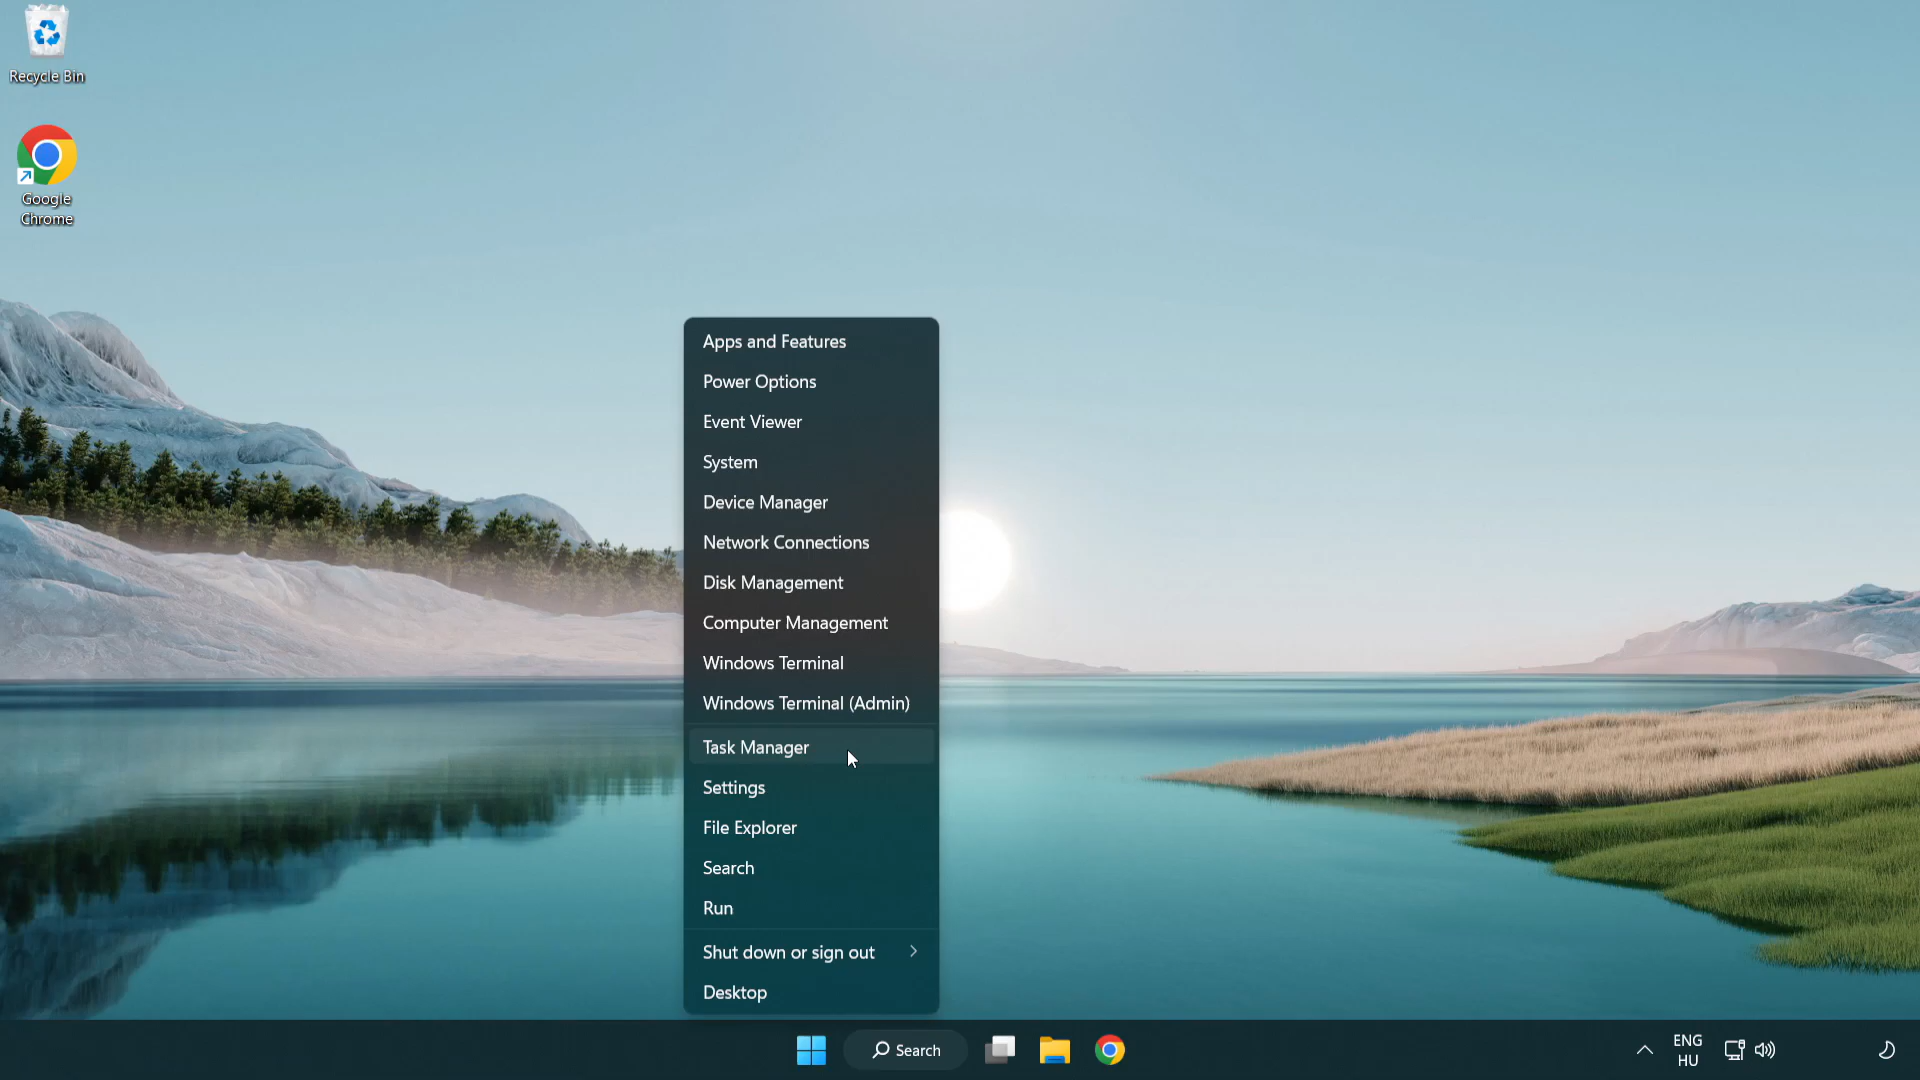 Recycle Bin
Google
Chrome
Apps and Features
Power Options
Event Viewer
System
Device Manager
Network Connections
Disk Management
Computer Management
Windows Terminal
Windows Terminal (Admin)
Task Manager
Settings
File Explorer
Search
Run
Shut down or sign out
Desktop
Search
ENG
HU